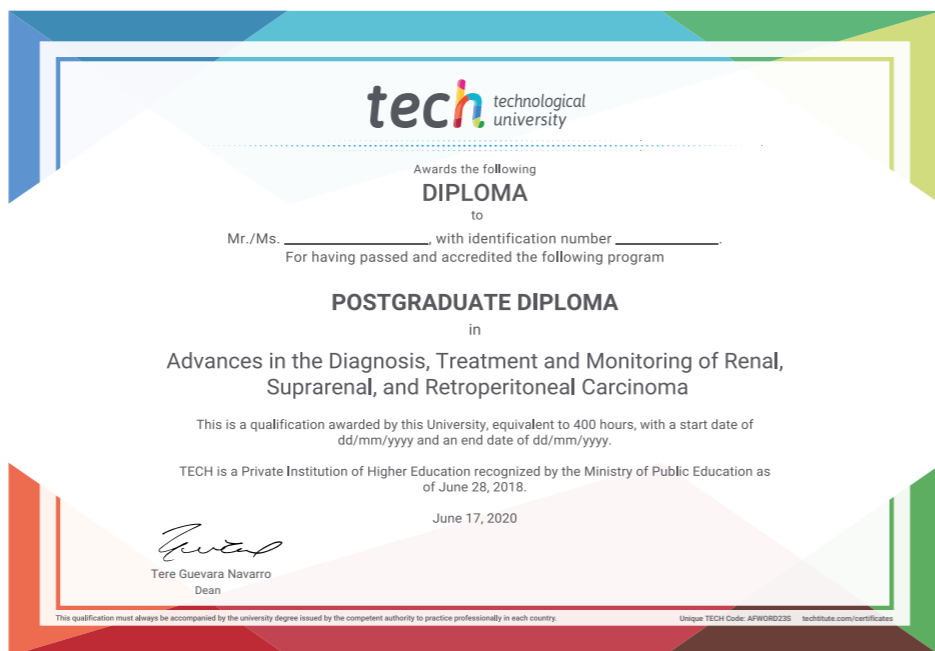 tech technological
university
Awards the following
DIPLOMA
to
Mr./Ms. ____________________, with identification number ______________.
For having passed and accredited the following program
POSTGRADUATE DIPLOMA
in
Advances in the Diagnosis, Treatment and Monitoring of Renal,
Suprarenal, and Retroperitoneal Carcinoma
This is a qualification awarded by this University, equivalent to 400 hours, with a start date of
dd/mm/yyyy and an end date of dd/mm/yyyy.
TECH is a Private Institution of Higher Education recognized by the Ministry of Public Education as
of June 28, 2018.
June 17, 2020
Tere Guevara Navarro
Dean
This qualification must always be accompanied by the university degree issued by the competent authority to practice professionally in each country. Unique TECH Code: AFWORD23S techtitute.com/certificates